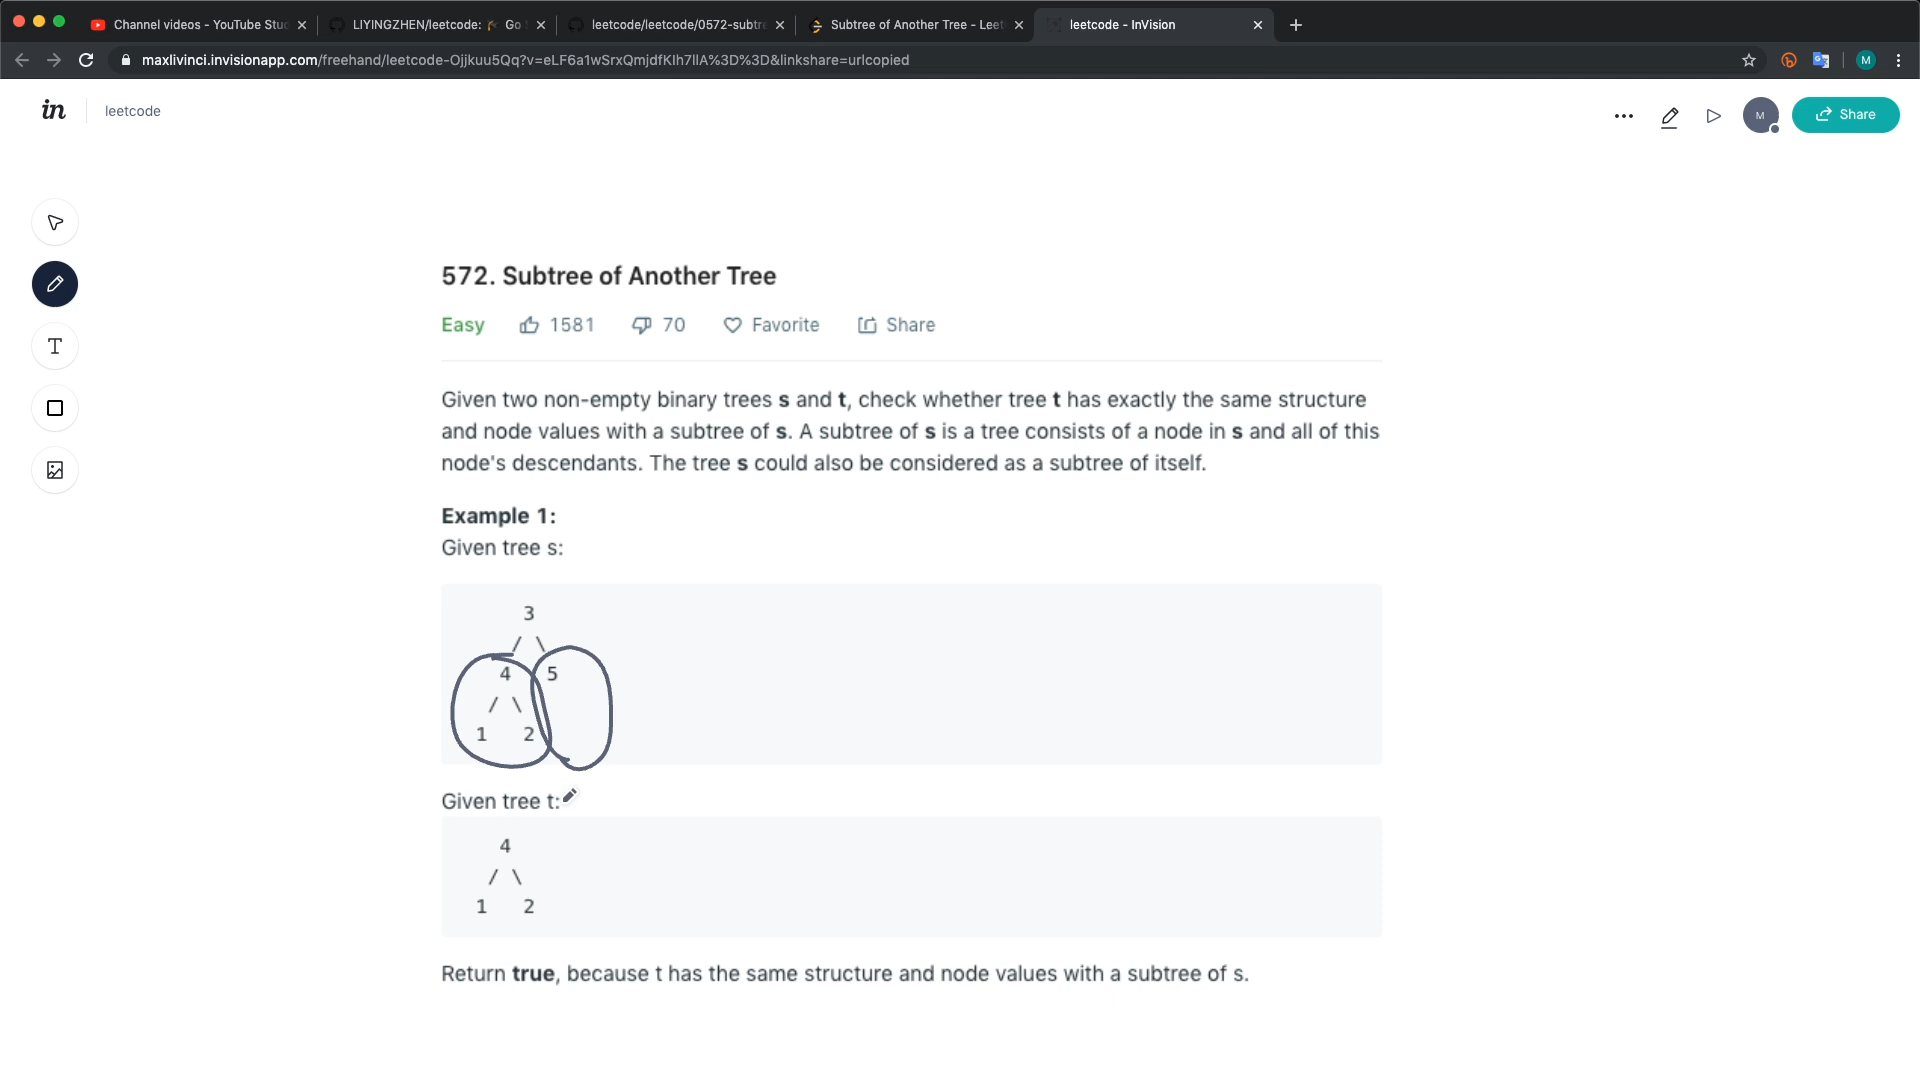 Channel videos - YouTube Stud
LIYINGZHEN/leetcode: Go
leetcode/leetcode/0572-subtre
Subtree of Another Tree - Leet
leetcode - InVision
maxlivinci.invisionapp.com/freehand/leetcode-Ojjkuu5Qq?v=eLF6a1wSrxQmjdfKIh7IlA%3D%3D&linkshare=urlcopied
M
in leetcode
M
Share
T
572. Subtree of Another Tree
Easy 1581 70 Favorite Share
Given two non-empty binary trees s and t, check whether tree t has exactly the same structure
and node values with a subtree of s. A subtree of s is a tree consists of a node in s and all of this
node's descendants. The tree s could also be considered as a subtree of itself.
Example 1:
Given tree s:
3
/ \
4 5
/ \
1 2
Given tree t:
4
/ \
1 2
Return true, because t has the same structure and node values with a subtree of s.